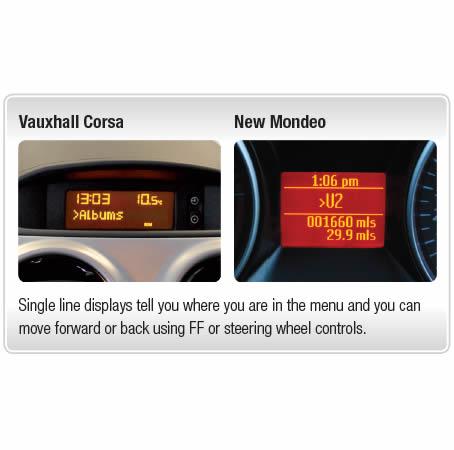 Vauxhall Corsa
New Mondeo
13:03 10.5°c
>Albums
1:06 pm
>U2
001660 mls
29.9 mls
Single line displays tell you where you are in the menu and you can
move forward or back using FF or steering wheel controls.